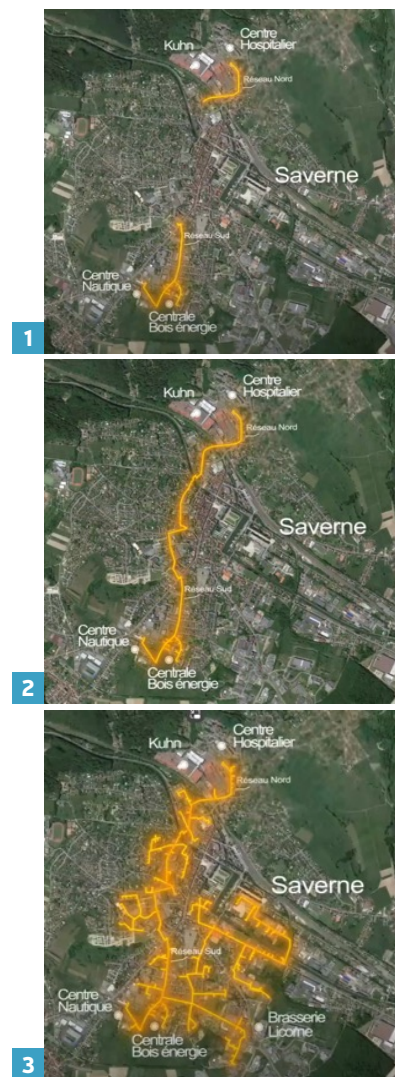 Kuhn
Centre
Hospitalier
Réseau Nord
Saverne
Réseau Sud
Centre
Nautique
Centrale
Bois énergie
1
Kuhn
Centre
Hospitalier
Réseau Nord
Saverne
Réseau Sud
Centre
Nautique
Centrale
Bois énergie
2
Centre
Hospitalier
Kuhn
Réseau Nord
Saverne
Réseau Sud
Centre
Nautique
Centrale
Bois énergie
Brasserie
Licorne
3